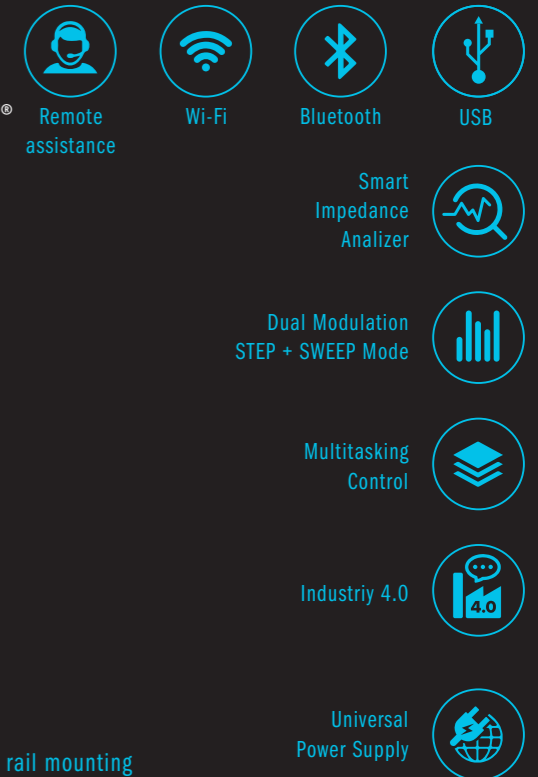 ®
Remote
assistance
Wi-Fi
Bluetooth
USB
Smart
Impedance
Analizer
Dual Modulation
STEP + SWEEP Mode
Multitasking
Control
Industriy 4.0
4.0
Universal
Power Supply
rail mounting